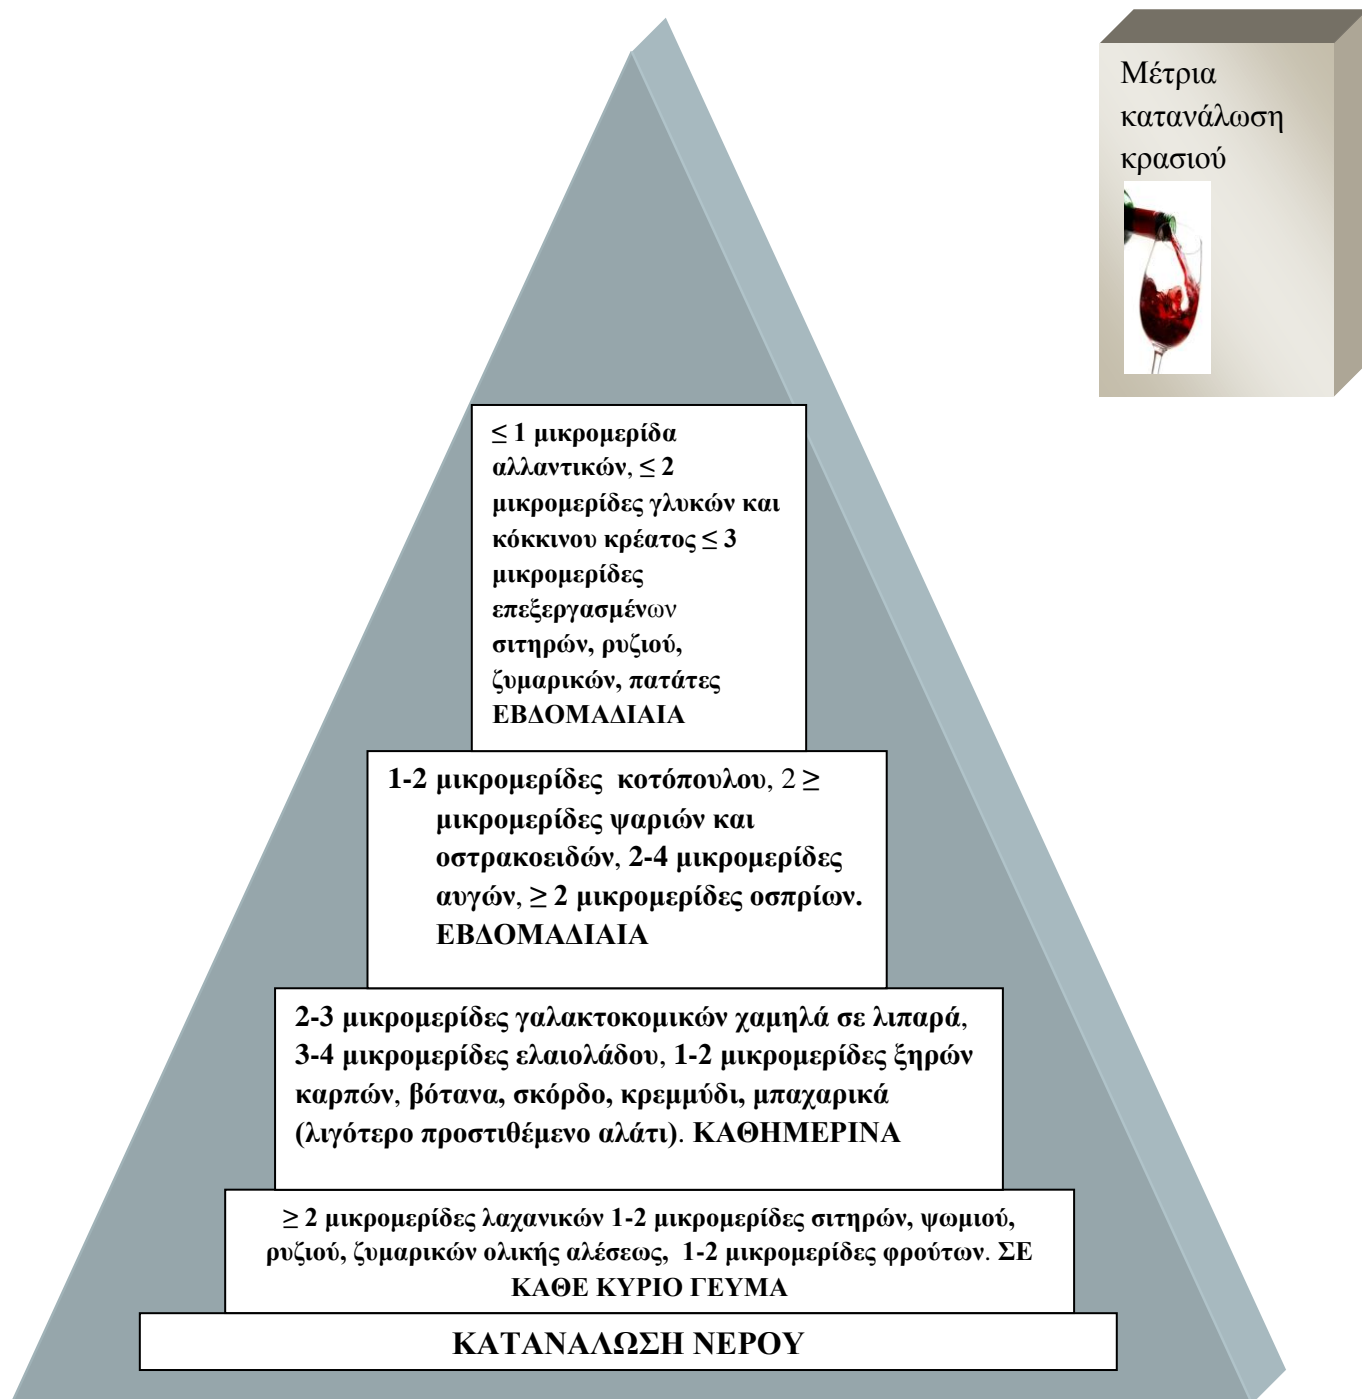 Μέτρια
κατανάλωση
κρασιού
≤ 1 μικρομερίδα
αλλαντικών, ≤ 2
μικρομερίδες γλυκών και
κόκκινου κρέατος ≤ 3
μικρομερίδες
επεξεργασμένων
σιτηρών, ρυζιού,
ζυμαρικών, πατάτες
ΕΒΔΟΜΑΔΙΑΙΑ
1-2 μικρομερίδες κοτόπουλου, 2 ≥
μικρομερίδες ψαριών και
οστρακοειδών, 2-4 μικρομερίδες
αυγών, ≥ 2 μικρομερίδες οσπρίων.
ΕΒΔΟΜΑΔΙΑΙΑ
2-3 μικρομερίδες γαλακτοκομικών χαμηλά σε λιπαρά,
3-4 μικρομερίδες ελαιολάδου, 1-2 μικρομερίδες ξηρών
καρπών, βότανα, σκόρδο, κρεμμύδι, μπαχαρικά
(λιγότερο προστιθέμενο αλάτι). ΚΑΘΗΜΕΡΙΝΑ
≥ 2 μικρομερίδες λαχανικών 1-2 μικρομερίδες σιτηρών, ψωμιού,
ρυζιού, ζυμαρικών ολικής αλέσεως, 1-2 μικρομερίδες φρούτων. ΣΕ
ΚΑΘΕ ΚΥΡΙΟ ΓΕΥΜΑ
ΚΑΤΑΝΑΛΩΣΗ ΝΕΡΟΥ